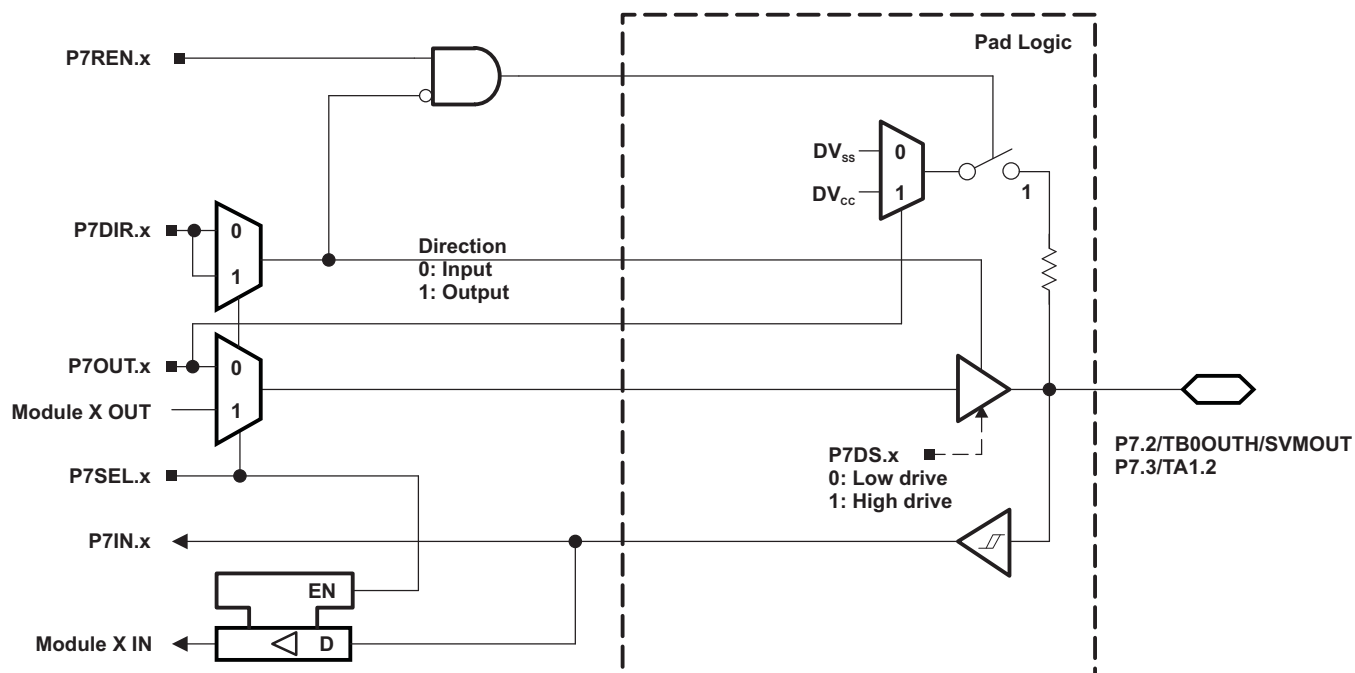 Pad Logic
P7REN.x
DVSS
0
DVCC
1
1
P7DIR.x
0
1
Direction
0: Input
1: Output
P7OUT.x
0
Module X OUT
1
P7SEL.x
P7DS.x
0: Low drive
1: High drive
P7.2/TB0OUTH/SVMOUT
P7.3/TA1.2
P7IN.x
EN
Module X IN
D